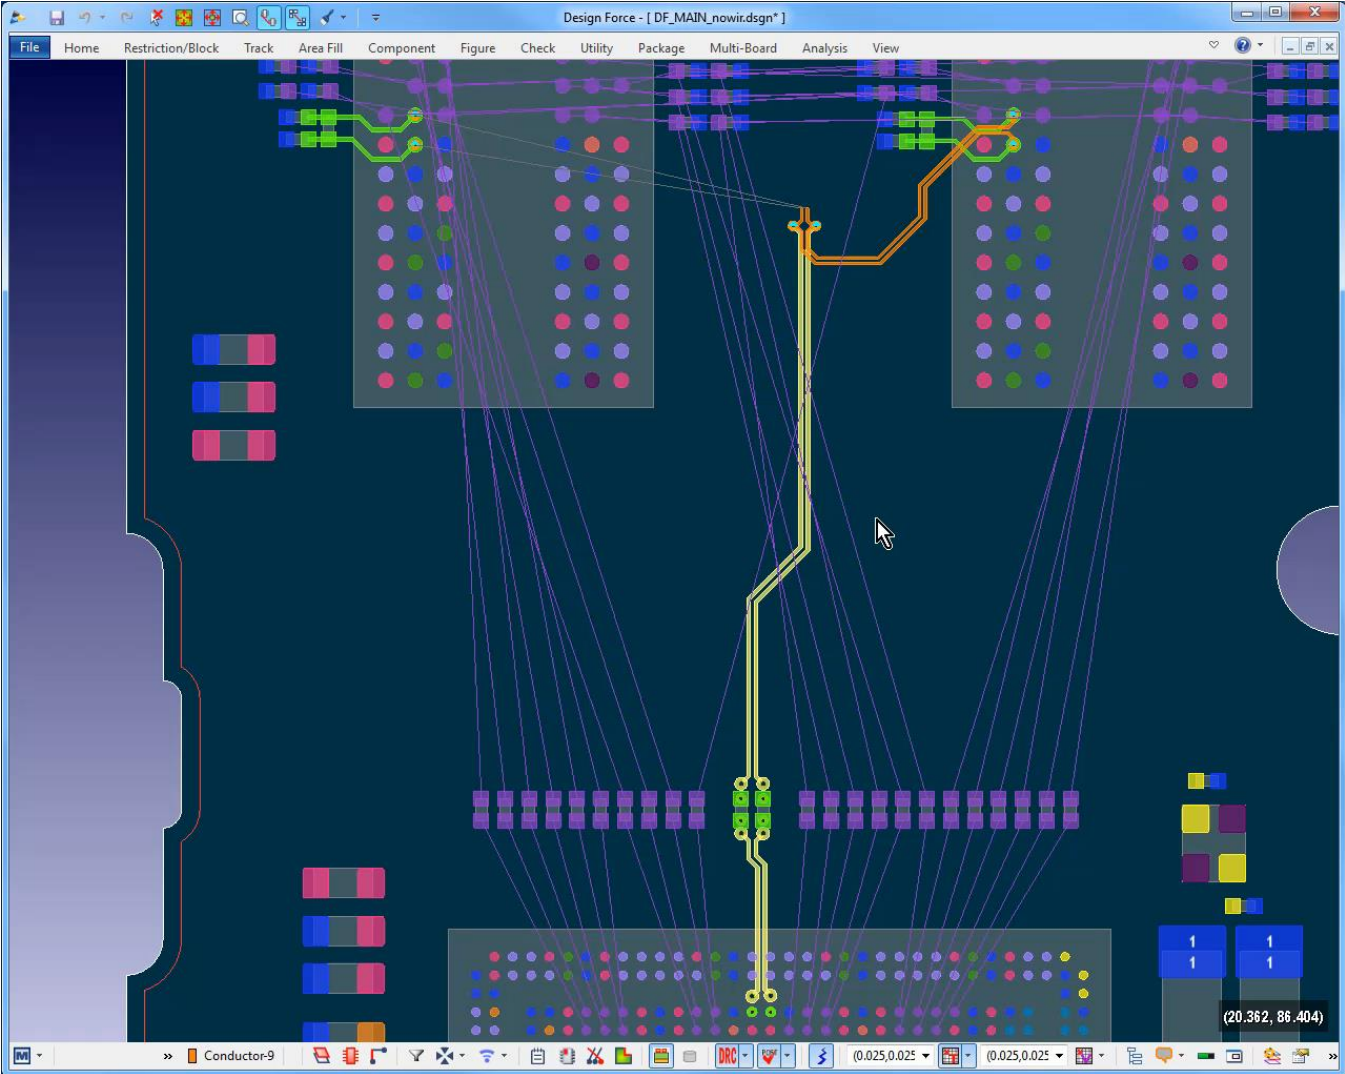 Design Force - [ DF_MAIN_nowir.dsgn* ]
File Home Restriction/Block Track Area Fill Component Figure Check Utility Package Multi-Board Analysis View
1 1
1 1
(20.362, 86.404)
M » Conductor-9 DRC (0.025,0.025 (0.025,0.025 »